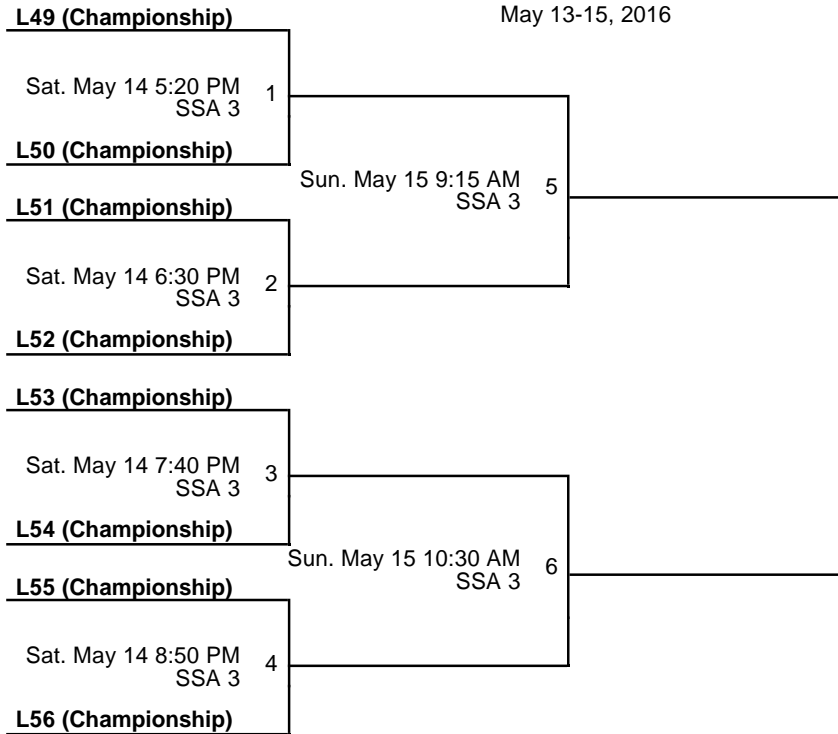 L49 (Championship)
May 13-15, 2016
Sat. May 14 5:20 PM
SSA 3
1
L50 (Championship)
Sun. May 15 9:15 AM
SSA 3
5
L51 (Championship)
Sat. May 14 6:30 PM
SSA 3
2
L52 (Championship)
L53 (Championship)
Sat. May 14 7:40 PM
SSA 3
3
L54 (Championship)
Sun. May 15 10:30 AM
SSA 3
6
L55 (Championship)
Sat. May 14 8:50 PM
SSA 3
4
L56 (Championship)